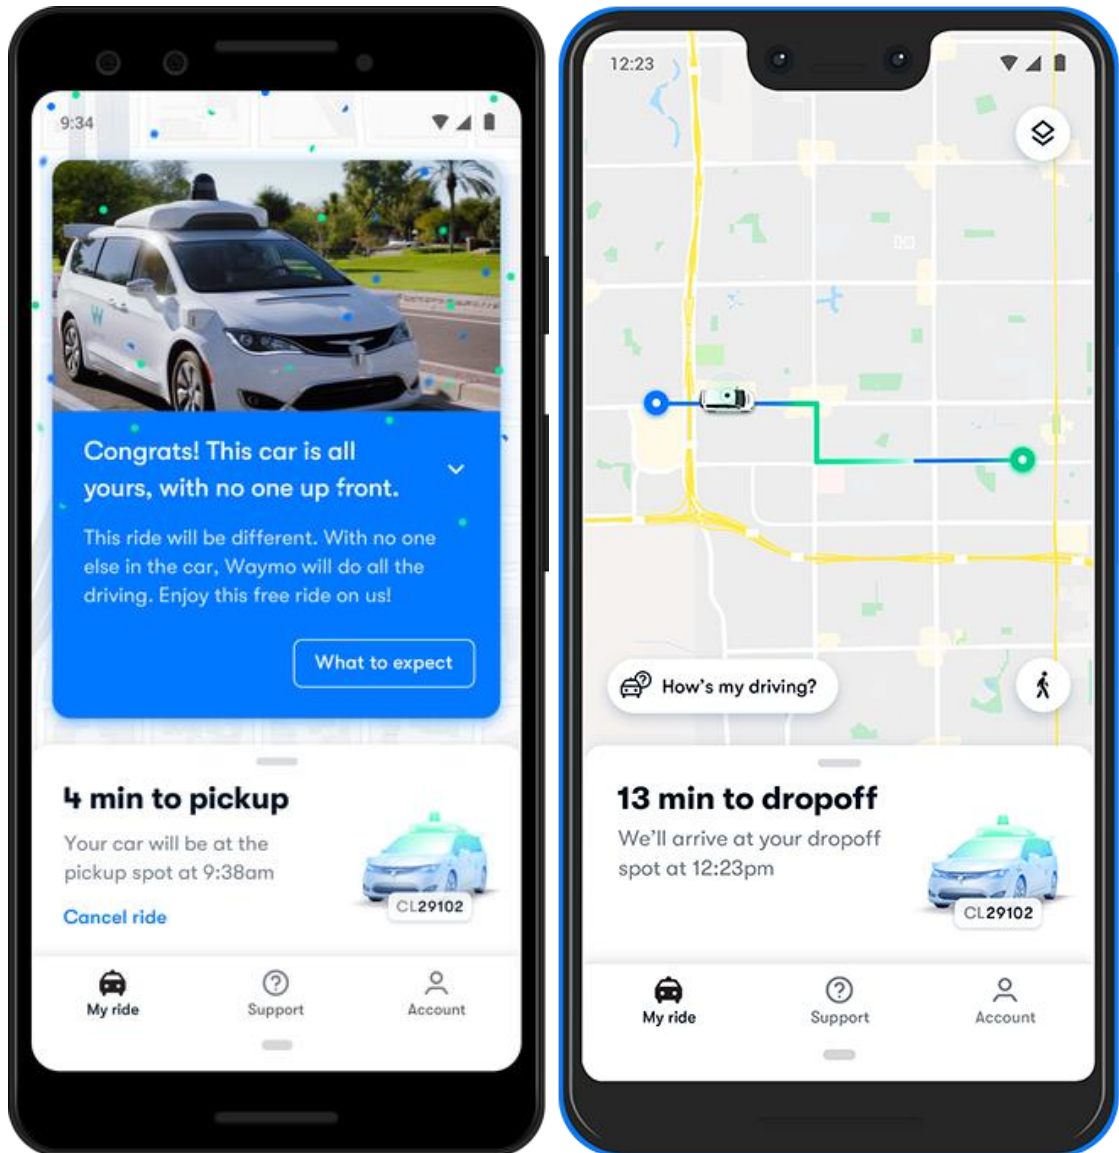 9:34
W
Congrats! This car is all
yours, with no one up front.
This ride will be different. With no one
else in the car, Waymo will do all the
driving. Enjoy this free ride on us!
What to expect
4 min to pickup
Your car will be at the
pickup spot at 9:38am
Cancel ride
CL29102
My ride
Support
Account
12:23
How's my driving?
13 min to dropoff
We'll arrive at your dropoff
spot at 12:23pm
CL29102
My ride
Support
Account